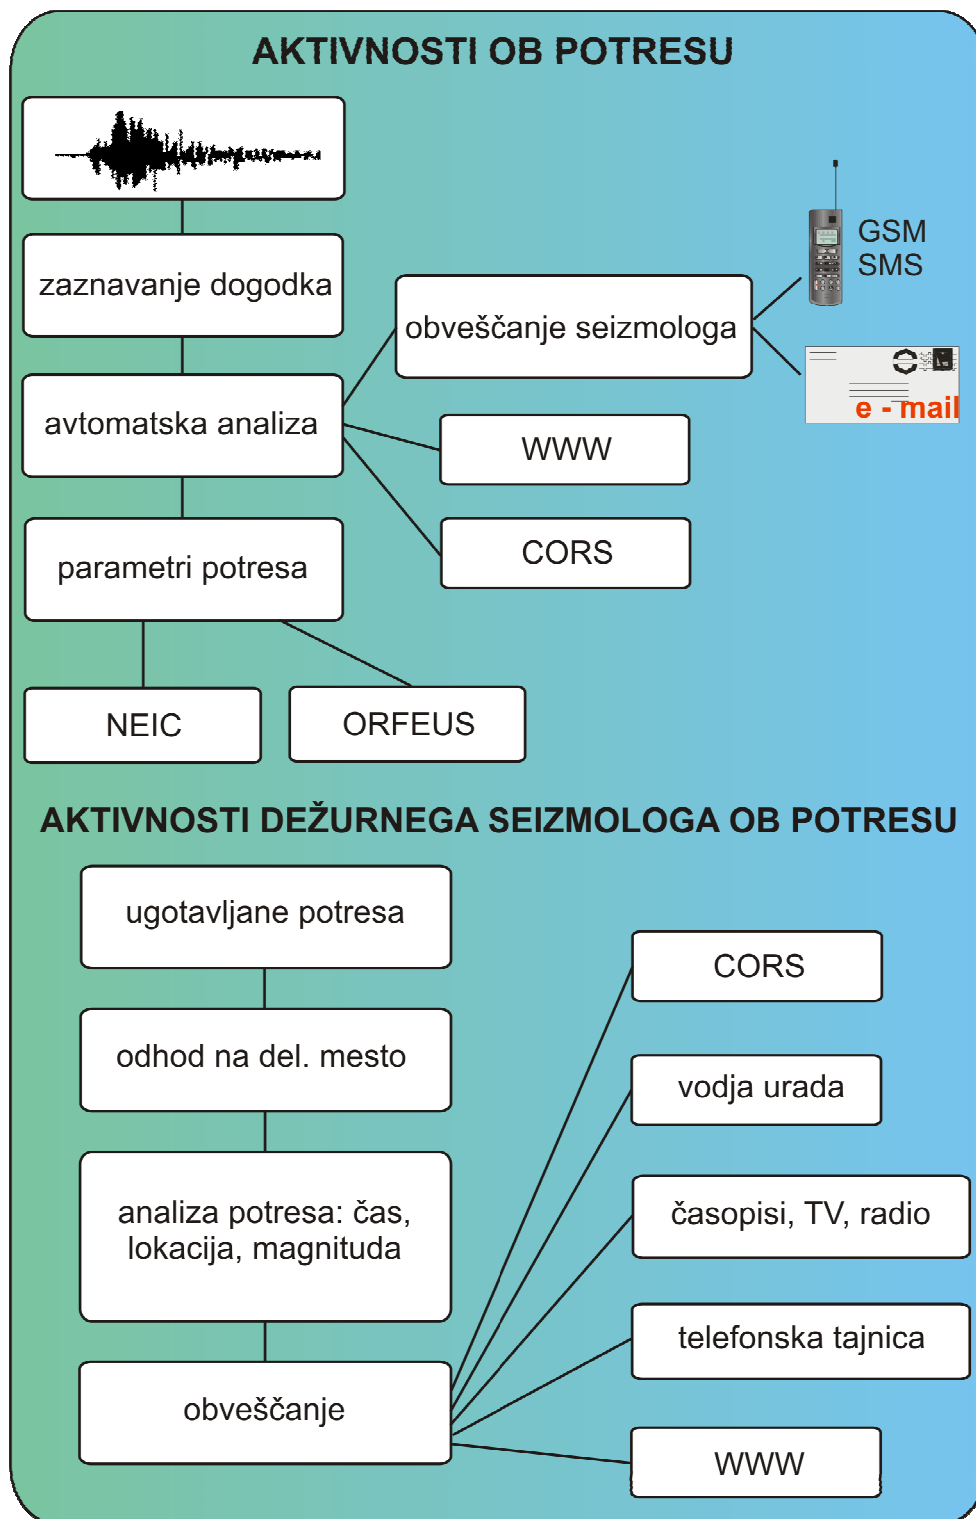 AKTIVNOSTI OB POTRESU
zaznavanje dogodka
obveščanje seizmologa
GSM
SMS
e - mail
avtomatska analiza
WWW
CORS
parametri potresa
NEIC
ORFEUS
AKTIVNOSTI DEŽURNEGA SEIZMOLOGA OB POTRESU
ugotavljane potresa
odhod na del. mesto
analiza potresa: čas,
lokacija, magnituda
obveščanje
CORS
vodja urada
časopisi, TV, radio
telefonska tajnica
WWW